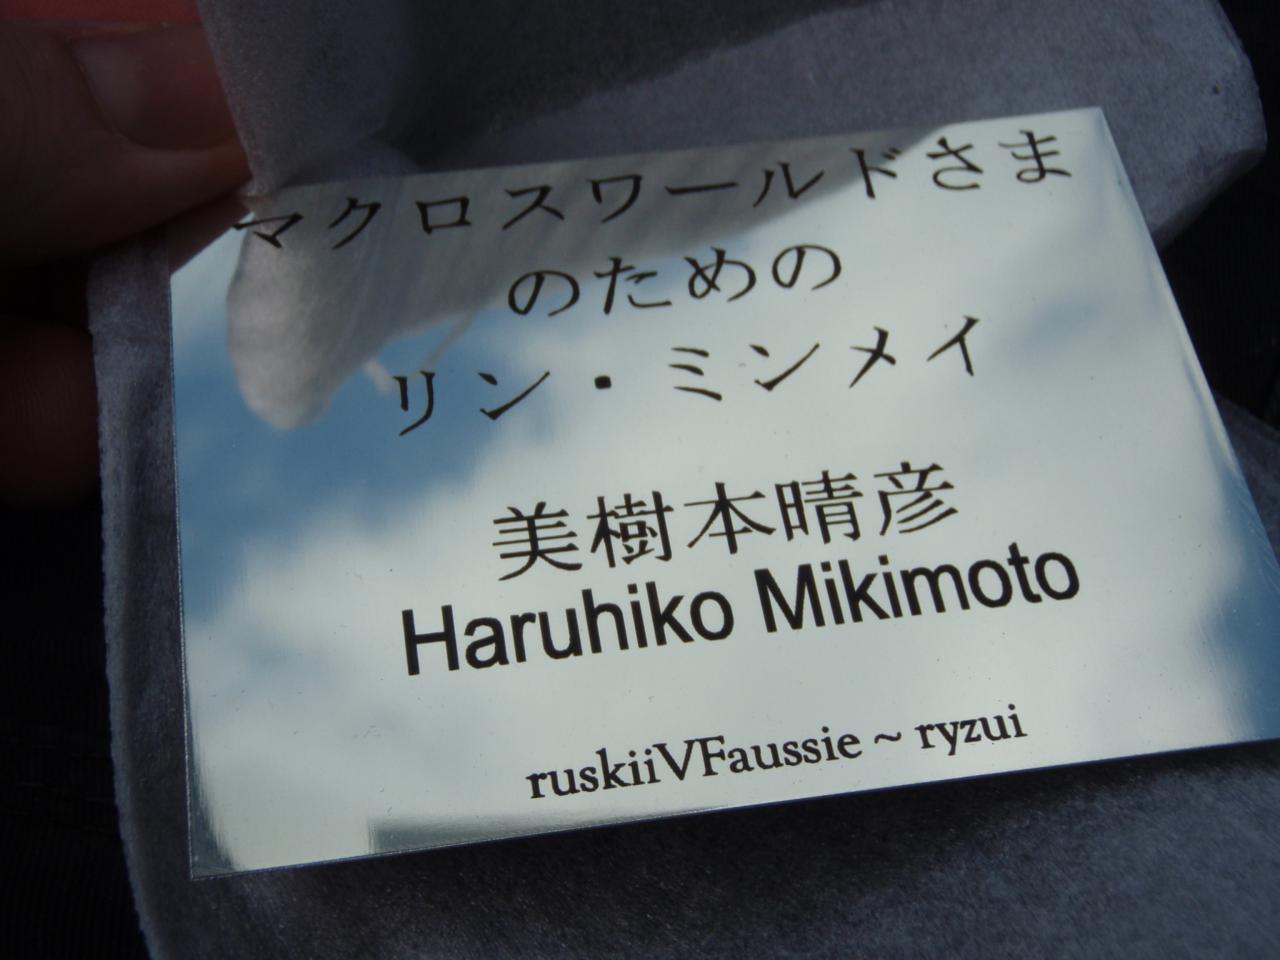 マクロスワールドさま
のための
リン・ミンメイ
美樹本晴彦
Haruhiko Mikimoto
ruskiiVFaussie ~ ryzui